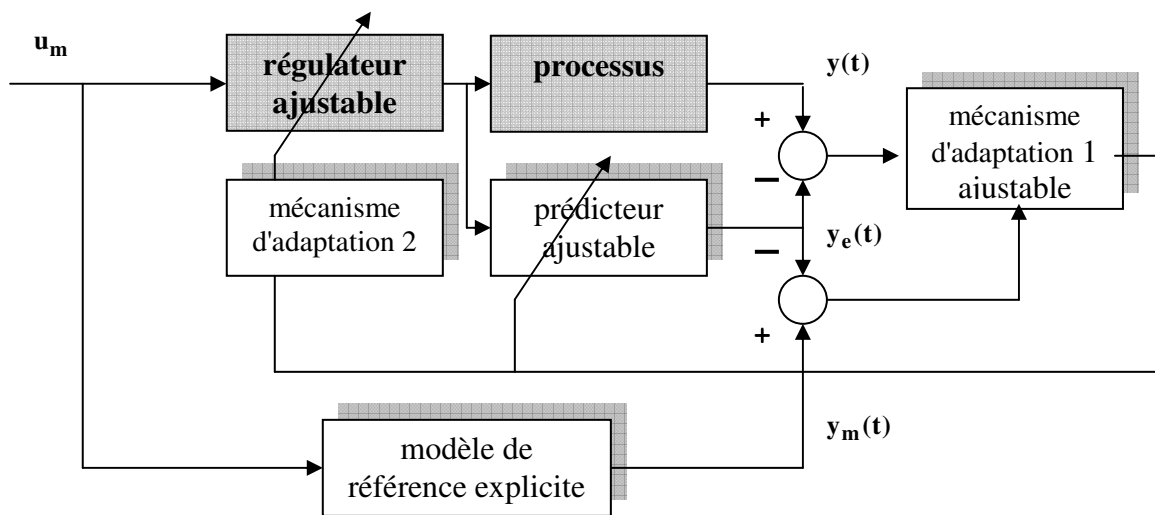 u_m
régulateur
ajustable
processus
y(t)
+
−
mécanisme
d'adaptation 1
ajustable
mécanisme
d'adaptation 2
prédicteur
ajustable
y_e(t)
−
+
y_m(t)
modèle de
référence explicite